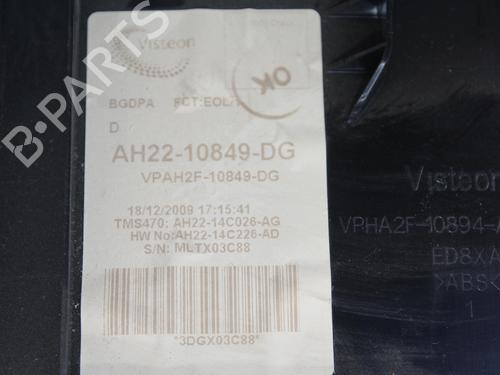 Visteon
OK
BGDPA FCT:EOL
D
AH22-10849-DG
VPAH2F-10849-DG
18/12/2009 17:15:41
TMS470: AH22-14C026-AG
HW No:AH22-14C226-AD
S/N: MLTX03C88
*3DGX03C88*
Visteon
VPHA2F-10894-A
ED8XA
>ABS<
1
B-PARTS